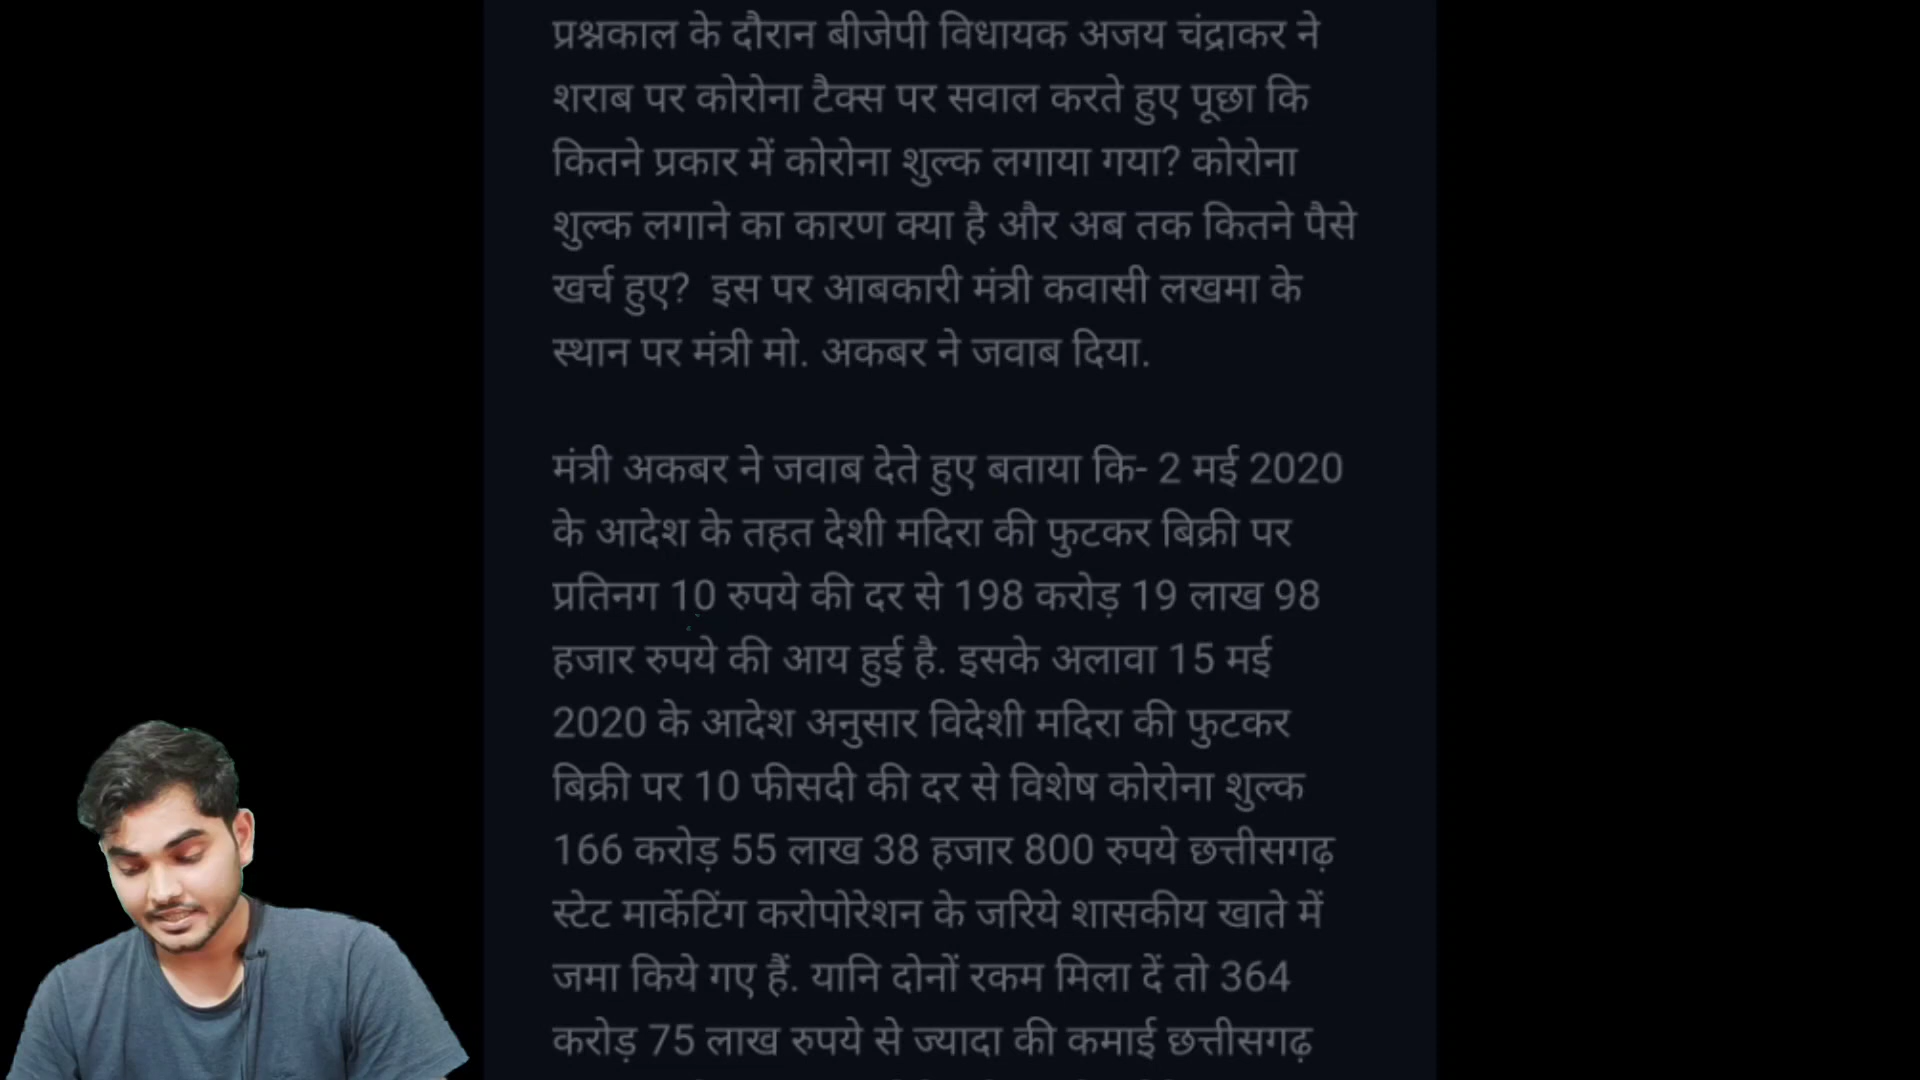 प्रश्नकाल के दौरान बीजेपी विधायक अजय चंद्राकर ने
शराब पर कोरोना टैक्स पर सवाल करते हुए पूछा कि
कितने प्रकार में कोरोना शुल्क लगाया गया? कोरोना
शुल्क लगाने का कारण क्या है और अब तक कितने पैसे
खर्च हुए? इस पर आबकारी मंत्री कवासी लखमा के
स्थान पर मंत्री मो. अकबर ने जवाब दिया.
मंत्री अकबर ने जवाब देते हुए बताया कि- 2 मई 2020
के आदेश के तहत देशी मदिरा की फुटकर बिक्री पर
प्रतिनग 10 रुपये की दर से 198 करोड़ 19 लाख 98
हजार रुपये की आय हुई है. इसके अलावा 15 मई
2020 के आदेश अनुसार विदेशी मदिरा की फुटकर
बिक्री पर 10 फीसदी की दर से विशेष कोरोना शुल्क
166 करोड़ 55 लाख 38 हजार 800 रुपये छत्तीसगढ़
स्टेट मार्केटिंग करोपोरेशन के जरिये शासकीय खाते में
जमा किये गए हैं. यानि दोनों रकम मिला दें तो 364
करोड़ 75 लाख रुपये से ज्यादा की कमाई छत्तीसगढ़